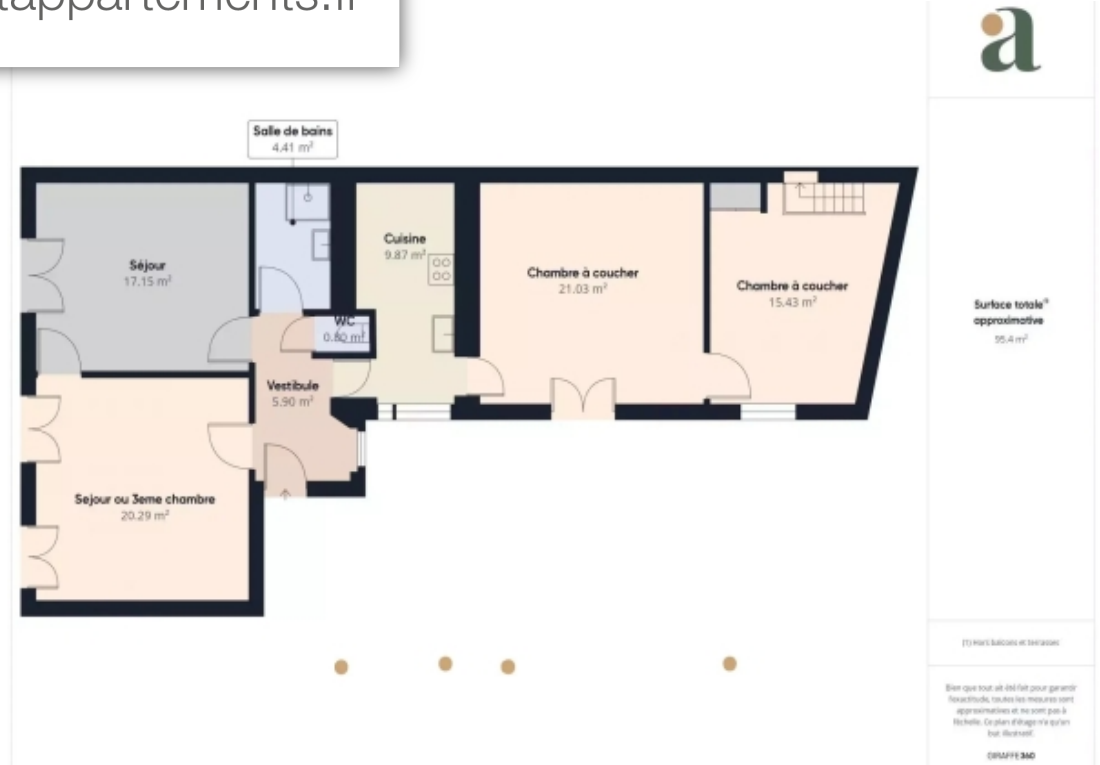 Salle de bains
4.41 m²
Séjour
17.15 m²
Cuisine
9.87 m²
Chambre à coucher
21.03 m²
Chambre à coucher
15.43 m²
WC
0.80 m²
Vestibule
5.90 m²
Sejour ou 3eme chambre
20.29 m²
a
Surface totale⁽¹⁾
approximative
95.4 m²
(1) Hors balcons et terrasses
Bien que tout ait été fait pour garantir
l'exactitude, toutes les mesures sont
approximatives et ne sont pas à
l'échelle. Ce plan d'étage n'a qu'un
but illustratif.
GIRAFFE360